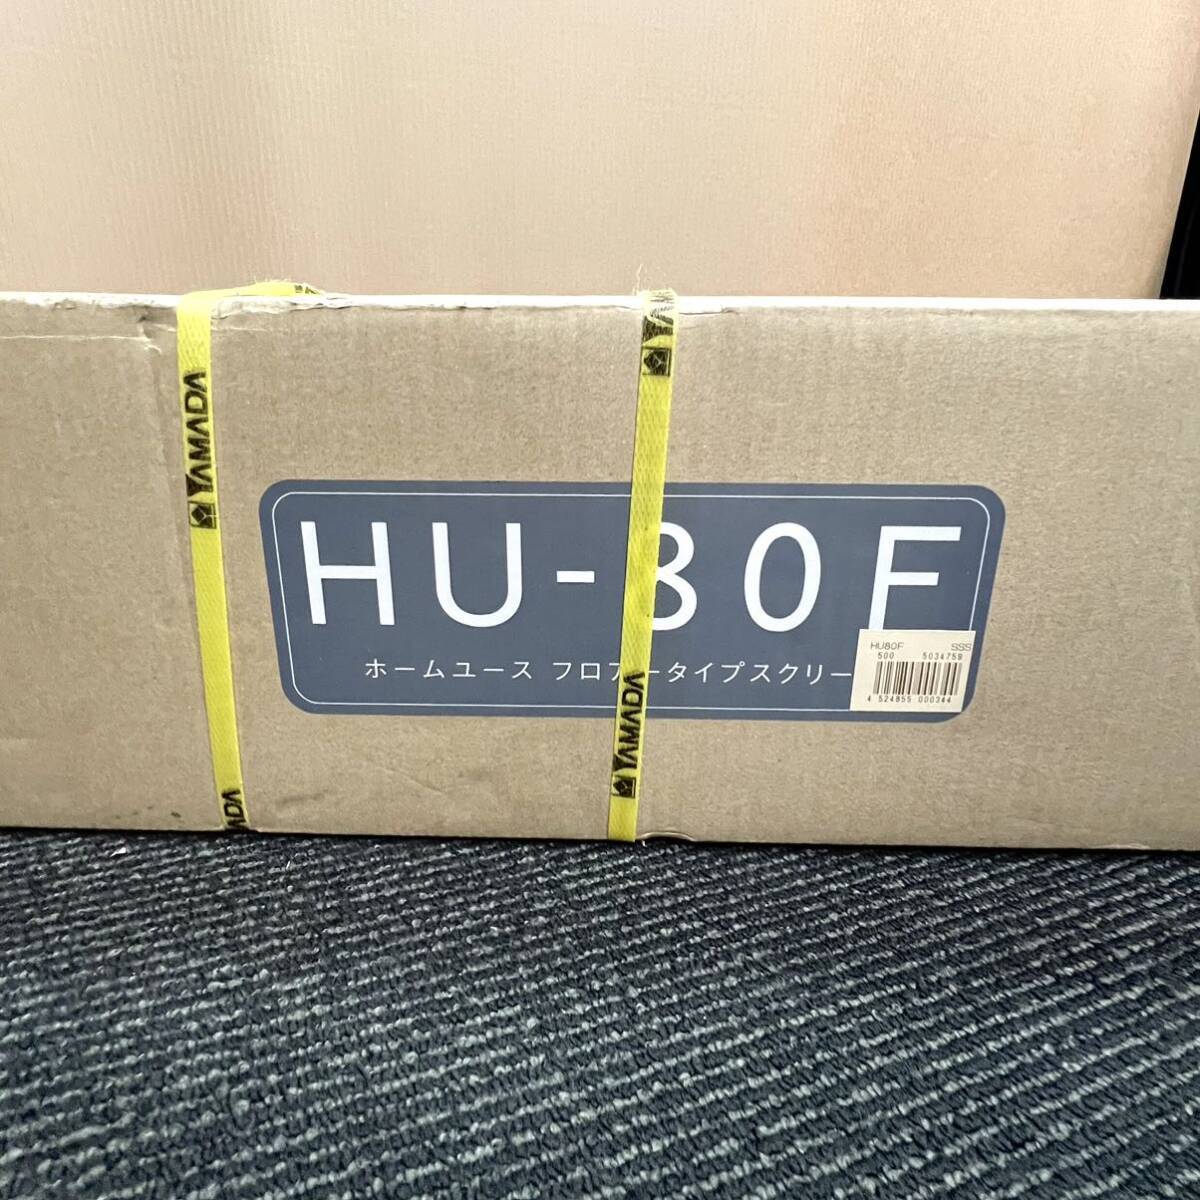 YAMADA
YAMADA
HU-80F
ホームユース フロアータイプスクリー
HU80F SSS
500 5034759
4 524855 000344
YAMADA